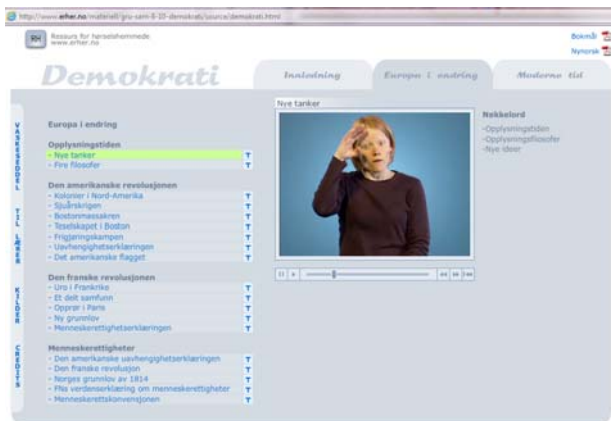 http://www.erher.no/materiell/gru-sam-8-10-demokrati/source/demokrati.html
RH
Ressurs for hørselshemmede
www.erher.no
Bokmål
Nynorsk
Demokrati
Innledning
Europa i endring
Moderne tid
VASKESEDDEL
TIL LÆRER
KILDER
CREDITS
Europa i endring
Opplysningstiden
- Nye tanker T
- Fire filosofer T
Den amerikanske revolusjonen
- Kolonier i Nord-Amerika T
- Sjuårskrigen T
- Bostonmassakren T
- Teselskapet i Boston T
- Frigjøringskampen T
- Uavhengighetserklæringen T
- Det amerikanske flagget T
Den franske revolusjonen
- Uro i Frankrike T
- Et delt samfunn T
- Opprør i Paris T
- Ny grunnlov T
- Menneskerettighetserklæringen T
Menneskerettigheter
- Den amerikanske uavhengighetserklæringen T
- Den franske revolusjon T
- Norges grunnlov av 1814 T
- FNs verdenserklæring om menneskerettigheter T
- Menneskerettskonvensjonen T
Nye tanker
Nøkkelord
-Opplysningstiden
-Opplysningsfilosofer
-Nye ideer